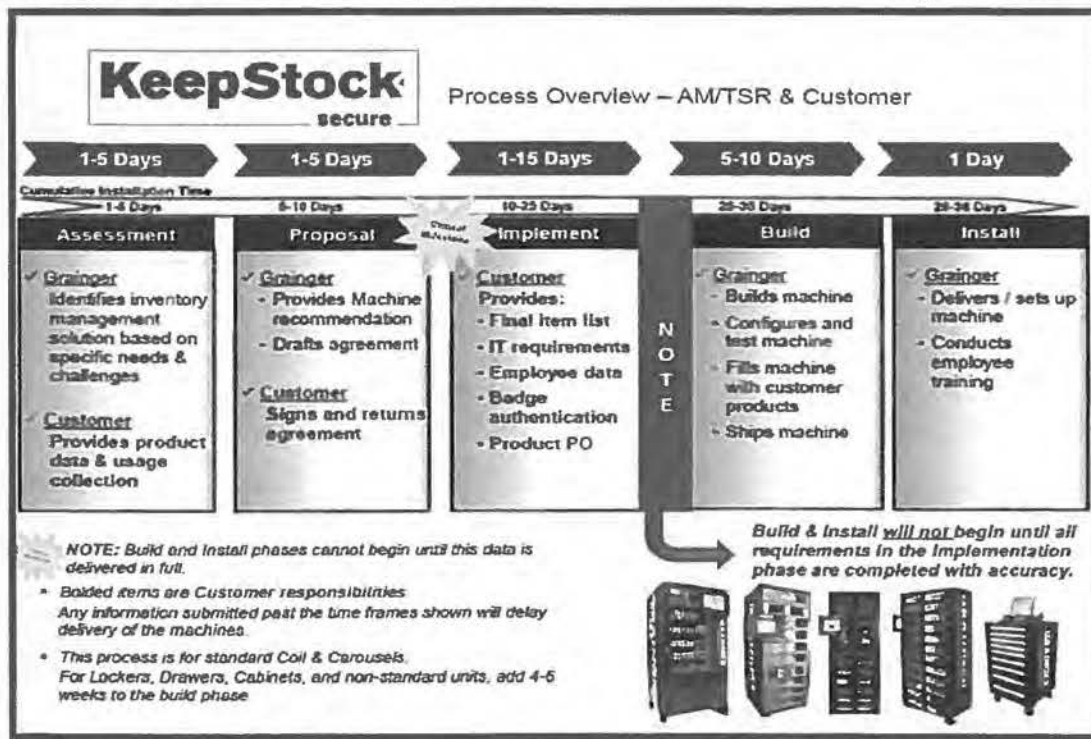 KeepStock
secure
Process Overview – AM/TSR & Customer
1-5 Days
1-5 Days
1-15 Days
5-10 Days
1 Day
Cumulative Installation Time
1-5 Days
5-10 Days
10-25 Days
25-35 Days
26-36 Days
Assessment
✓ Grainger
Identifies inventory
management
solution based on
specific needs &
challenges
✓ Customer
Provides product
data & usage
collection
Proposal
✓ Grainger
- Provides Machine
recommendation
- Drafts agreement
✓ Customer
Signs and returns
agreement
Implement
✓ Customer
Provides:
- Final item list
- IT requirements
- Employee data
- Badge
authentication
- Product PO
N
O
T
E
Build
✓ Grainger
- Builds machine
- Configures and
test machine
- Fills machine
with customer
products
- Ships machine
Install
✓ Grainger
- Delivers / sets up
machine
- Conducts
employee
training
NOTE: Build and Install phases cannot begin until this data is
delivered in full.
• Bolded items are Customer responsibilities
Any information submitted past the time frames shown will delay
delivery of the machines.
• This process is for standard Coil & Carousels.
For Lockers, Drawers, Cabinets, and non-standard units, add 4-6
weeks to the build phase
Build & Install will not begin until all
requirements in the Implementation
phase are completed with accuracy.